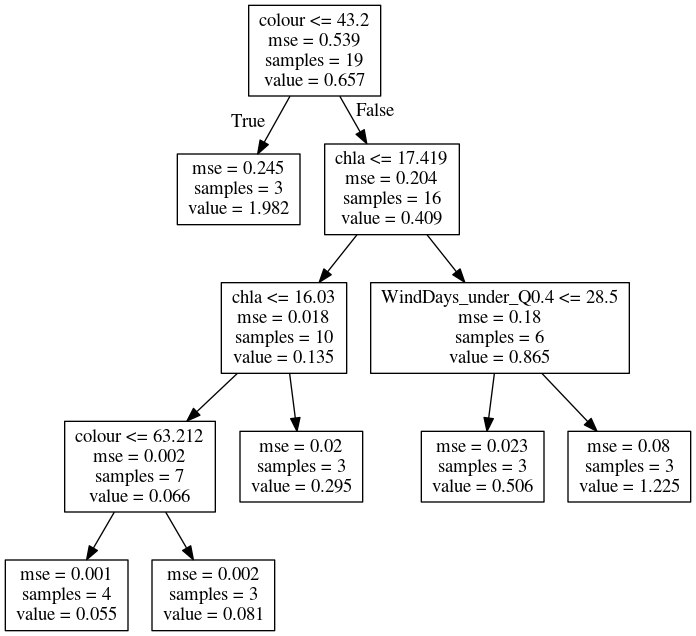 colour <= 43.2
mse = 0.539
samples = 19
value = 0.657
True
False
mse = 0.245
samples = 3
value = 1.982
chla <= 17.419
mse = 0.204
samples = 16
value = 0.409
chla <= 16.03
mse = 0.018
samples = 10
value = 0.135
WindDays_under_Q0.4 <= 28.5
mse = 0.18
samples = 6
value = 0.865
colour <= 63.212
mse = 0.002
samples = 7
value = 0.066
mse = 0.02
samples = 3
value = 0.295
mse = 0.023
samples = 3
value = 0.506
mse = 0.08
samples = 3
value = 1.225
mse = 0.001
samples = 4
value = 0.055
mse = 0.002
samples = 3
value = 0.081